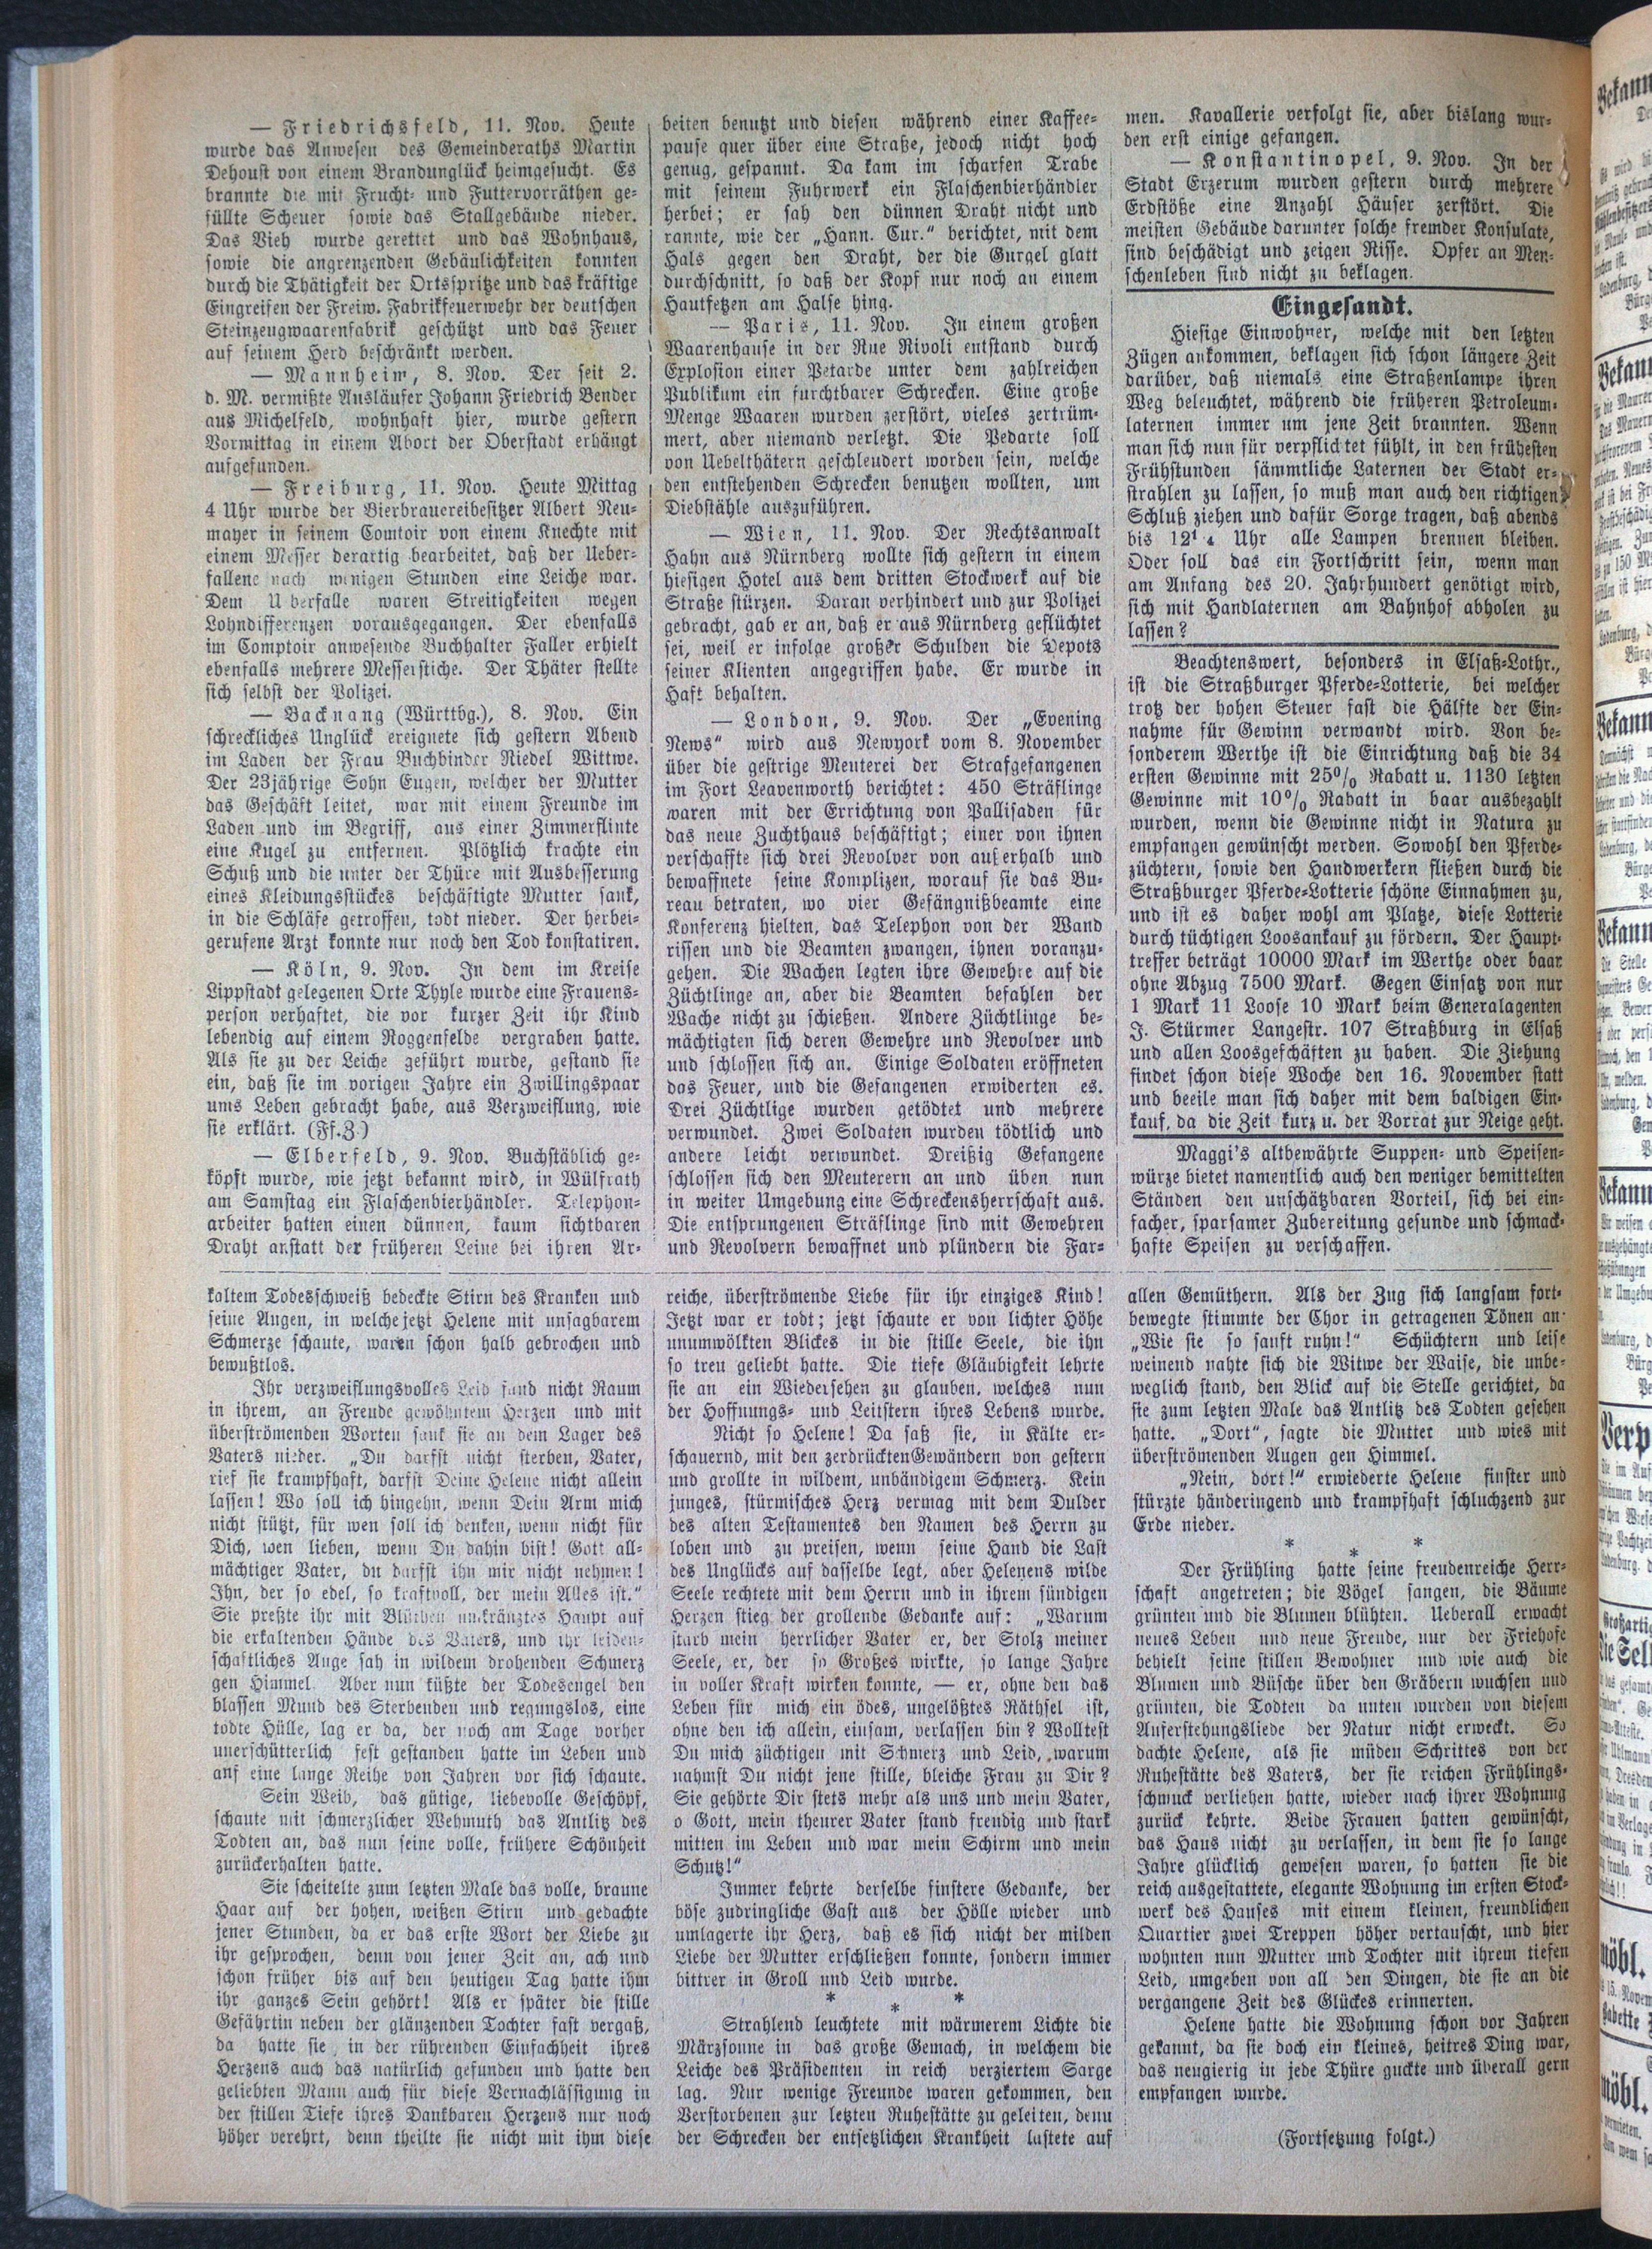 — Friedrichsfeld, 11. Nov. Heute
wurde das Anwesen des Gemeinderaths Martin
Dehoust von einem Brandunglück heimgesucht. Es
brannte die mit Frucht- und Futtervorräthen ge-
füllte Scheuer sowie das Stallgebäude nieder.
Das Vieh wurde gerettet und das Wohnhaus,
sowie die angrenzenden Gebäulichkeiten konnten
durch die Thätigkeit der Ortsspritze und das kräftige
Eingreifen der Freiw. Fabrikfeuerwehr der deutschen
Steinzeugwaarenfabrik geschützt und das Feuer
auf seinem Herd beschränkt werden.
— Mannheim, 8. Nov. Der seit 2.
d. M. vermißte Ausläufer Johann Friedrich Bender
aus Michelfeld, wohnhaft hier, wurde gestern
Vormittag in einem Abort der Oberstadt erhängt
aufgefunden.
— Freiburg, 11. Nov. Heute Mittag
4 Uhr wurde der Bierbrauereibesitzer Albert Neu-
mayer in seinem Comtoir von einem Knechte mit
einem Messer derartig bearbeitet, daß der Ueber-
fallene nach wenigen Stunden eine Leiche war.
Dem Ueberfalle waren Streitigkeiten wegen
Lohndifferenzen vorausgegangen. Der ebenfalls
im Comptoir anwesende Buchhalter Faller erhielt
ebenfalls mehrere Messerstiche. Der Thäter stellte
sich selbst der Polizei.
— Backnang (Württbg.), 8. Nov. Ein
schreckliches Unglück ereignete sich gestern Abend
im Laden der Frau Buchbinder Riedel Wittwe.
Der 23jährige Sohn Eugen, welcher der Mutter
das Geschäft leitet, war mit einem Freunde im
Laden und im Begriff, aus einer Zimmerflinte
eine Kugel zu entfernen. Plötzlich krachte ein
Schuß und die unter der Thüre mit Ausbesserung
eines Kleidungsstückes beschäftigte Mutter sank,
in die Schläfe getroffen, todt nieder. Der herbei-
gerufene Arzt konnte nur noch den Tod konstatiren.
— Köln, 9. Nov. In dem im Kreise
Lippstadt gelegenen Orte Thyle wurde eine Frauens-
person verhaftet, die vor kurzer Zeit ihr Kind
lebendig auf einem Roggenfelde vergraben hatte.
Als sie zu der Leiche geführt wurde, gestand sie
ein, daß sie im vorigen Jahre ein Zwillingspaar
ums Leben gebracht habe, aus Verzweiflung, wie
sie erklärt. (Ff.Z.)
— Elberfeld, 9. Nov. Buchstäblich ge-
köpft wurde, wie jetzt bekannt wird, in Wülfrath
am Samstag ein Flaschenbierhändler. Telephon-
arbeiter hatten einen dünnen, kaum sichtbaren
Draht anstatt der früheren Leine bei ihren Ar-
beiten benutzt und diesen während einer Kaffee-
pause quer über eine Straße, jedoch nicht hoch
genug, gespannt. Da kam im scharfen Trabe
mit seinem Fuhrwerk ein Flaschenbierhändler
herbei; er sah den dünnen Draht nicht und
rannte, wie der „Hann. Cur.“ berichtet, mit dem
Hals gegen den Draht, der die Gurgel glatt
durchschnitt, so daß der Kopf nur noch an einem
Hautfetzen am Halse hing.
— Paris, 11. Nov. In einem großen
Waarenhause in der Rue Rivoli entstand durch
Explosion einer Petarde unter dem zahlreichen
Publikum ein furchtbarer Schrecken. Eine große
Menge Waaren wurden zerstört, vieles zertrüm-
mert, aber niemand verletzt. Die Pedarte soll
von Uebelthätern geschleudert worden sein, welche
den entstehenden Schrecken benutzen wollten, um
Diebstähle auszuführen.
— Wien, 11. Nov. Der Rechtsanwalt
Hahn aus Nürnberg wollte sich gestern in einem
hiesigen Hotel aus dem dritten Stockwerk auf die
Straße stürzen. Daran verhindert und zur Polizei
gebracht, gab er an, daß er aus Nürnberg geflüchtet
sei, weil er infolge großer Schulden die Depots
seiner Klienten angegriffen habe. Er wurde in
Haft behalten.
— London, 9. Nov. Der „Evening
News“ wird aus Newyork vom 8. November
über die gestrige Meuterei der Strafgefangenen
im Fort Leavenworth berichtet: 450 Sträflinge
waren mit der Errichtung von Pallisaden für
das neue Zuchthaus beschäftigt; einer von ihnen
verschaffte sich drei Revolver von außerhalb und
bewaffnete seine Komplizen, worauf sie das Bu-
reau betraten, wo vier Gefängnißbeamte eine
Konferenz hielten, das Telephon von der Wand
rissen und die Beamten zwangen, ihnen voranzu-
gehen. Die Wachen legten ihre Gewehre auf die
Züchtlinge an, aber die Beamten befahlen der
Wache nicht zu schießen. Andere Züchtlinge be-
mächtigten sich deren Gewehre und Revolver und
und schlossen sich an. Einige Soldaten eröffneten
das Feuer, und die Gefangenen erwiderten es.
Drei Züchtlige wurden getödtet und mehrere
verwundet. Zwei Soldaten wurden tödtlich und
andere leicht verwundet. Dreißig Gefangene
schlossen sich den Meuterern an und üben nun
in weiter Umgebung eine Schreckensherrschaft aus.
Die entsprungenen Sträflinge sind mit Gewehren
und Revolvern bewaffnet und plündern die Far-
men. Kavallerie verfolgt sie, aber bislang wur-
den erst einige gefangen.
— Konstantinopel, 9. Nov. In der
Stadt Erzerum wurden gestern durch mehrere
Erdstöße eine Anzahl Häuser zerstört. Die
meisten Gebäude darunter solche fremder Konsulate,
sind beschädigt und zeigen Risse. Opfer an Men-
schenleben sind nicht zu beklagen.
Eingesandt.
Hiesige Einwohner, welche mit den letzten
Zügen ankommen, beklagen sich schon längere Zeit
darüber, daß niemals eine Straßenlampe ihren
Weg beleuchtet, während die früheren Petroleum-
laternen immer um jene Zeit brannten. Wenn
man sich nun für verpflichtet fühlt, in den frühesten
Frühstunden sämmtliche Laternen der Stadt er-
strahlen zu lassen, so muß man auch den richtigen
Schluß ziehen und dafür Sorge tragen, daß abends
bis 12¼ Uhr alle Lampen brennen bleiben.
Oder soll das ein Fortschritt sein, wenn man
am Anfang des 20. Jahrhundert genötigt wird,
sich mit Handlaternen am Bahnhof abholen zu
lassen?
Beachtenswert, besonders in Elsaß-Lothr.,
ist die Straßburger Pferde-Lotterie, bei welcher
trotz der hohen Steuer fast die Hälfte der Ein-
nahme für Gewinn verwandt wird. Von be-
sonderem Werthe ist die Einrichtung daß die 34
ersten Gewinne mit 25% Rabatt u. 1130 letzten
Gewinne mit 10% Rabatt in baar ausbezahlt
wurden, wenn die Gewinne nicht in Natura zu
empfangen gewünscht werden. Sowohl den Pferde-
züchtern, sowie den Handwerkern fließen durch die
Straßburger Pferde-Lotterie schöne Einnahmen zu,
und ist es daher wohl am Platze, diese Lotterie
durch tüchtigen Loosankauf zu fördern. Der Haupt-
treffer beträgt 10000 Mark im Werthe oder baar
ohne Abzug 7500 Mark. Gegen Einsatz von nur
1 Mark 11 Loose 10 Mark beim Generalagenten
J. Stürmer Langestr. 107 Straßburg in Elsaß
und allen Loosgeschäften zu haben. Die Ziehung
findet schon diese Woche den 16. November statt
und beeile man sich daher mit dem baldigen Ein-
kauf, da die Zeit kurz u. der Vorrat zur Neige geht.
Maggi's altbewährte Suppen- und Speisen-
würze bietet namentlich auch den weniger bemittelten
Ständen den unschätzbaren Vorteil, sich bei ein-
facher, sparsamer Zubereitung gesunde und schmack-
hafte Speisen zu verschaffen.
kaltem Todesschweiß bedeckte Stirn des Kranken und
seine Augen, in welche jetzt Helene mit unsagbarem
Schmerze schaute, waren schon halb gebrochen und
bewußtlos.
Ihr verzweiflungsvolles Leid fand nicht Raum
in ihrem, an Freude gewöhntem Herzen und mit
überströmenden Worten sank sie an dem Lager des
Vaters nieder. „Du darfst nicht sterben, Vater,
rief sie krampfhaft, darfst Deine Helene nicht allein
lassen! Wo soll ich hingehn, wenn Dein Arm mich
nicht stützt, für wen soll ich denken, wenn nicht für
Dich, wen lieben, wenn Du dahin bist! Gott all-
mächtiger Vater, du darfst ihn mir nicht nehmen!
Ihn, der so edel, so kraftvoll, der mein Alles ist.“
Sie preßte ihr mit Blüthen umkränztes Haupt auf
die erkaltenden Hände des Vaters, und ihr leiden-
schaftliches Auge sah in wildem drohenden Schmerz
gen Himmel. Aber nun küßte der Todesengel den
blassen Mund des Sterbenden und regungslos, eine
todte Hülle, lag er da, der noch am Tage vorher
unerschütterlich fest gestanden hatte im Leben und
auf eine lange Reihe von Jahren vor sich schaute.
Sein Weib, das gütige, liebevolle Geschöpf,
schaute mit schmerzlicher Wehmuth das Antlitz des
Todten an, das nun seine volle, frühere Schönheit
zurückerhalten hatte.
Sie scheitelte zum letzten Male das volle, braune
Haar auf der hohen, weißen Stirn und gedachte
jener Stunden, da er das erste Wort der Liebe zu
ihr gesprochen, denn von jener Zeit an, ach und
schon früher bis auf den heutigen Tag hatte ihm
ihr ganzes Sein gehört! Als er später die stille
Gefährtin neben der glänzenden Tochter fast vergaß,
da hatte sie in der rührenden Einfachheit ihres
Herzens auch das natürlich gefunden und hatte den
geliebten Mann auch für diese Vernachlässigung in
der stillen Tiefe ihres Dankbaren Herzens nur noch
höher verehrt, denn theilte sie nicht mit ihm diese
reiche, überströmende Liebe für ihr einziges Kind!
Jetzt war er todt; jetzt schaute er von lichter Höhe
unumwölkten Blickes in die stille Seele, die ihn
so treu geliebt hatte. Die tiefe Gläubigkeit lehrte
sie an ein Wiedersehen zu glauben, welches nun
der Hoffnungs- und Leitstern ihres Lebens wurde.
Nicht so Helene! Da saß sie, in Kälte er-
schauernd, mit den zerdrückten Gewändern von gestern
und grollte in wildem, unbändigem Schmerz. Kein
junges, stürmisches Herz vermag mit dem Dulder
des alten Testamentes den Namen des Herrn zu
loben und zu preisen, wenn seine Hand die Last
des Unglücks auf dasselbe legt, aber Helenens wilde
Seele rechtete mit dem Herrn und in ihrem sündigen
Herzen stieg der grollende Gedanke auf: „Warum
starb mein herrlicher Vater er, der Stolz meiner
Seele, er, der so Großes wirkte, so lange Jahre
in voller Kraft wirken konnte, — er, ohne den das
Leben für mich ein ödes, ungelößtes Räthsel ist,
ohne den ich allein, einsam, verlassen bin? Wolltest
Du mich züchtigen mit Schmerz und Leid, warum
nahmst Du nicht jene stille, bleiche Frau zu Dir?
Sie gehörte Dir stets mehr als uns und mein Vater,
o Gott, mein theurer Vater stand freudig und stark
mitten im Leben und war mein Schirm und mein
Schutz!“
Immer kehrte derselbe finstere Gedanke, der
böse zudringliche Gast aus der Hölle wieder und
umlagerte ihr Herz, daß es sich nicht der milden
Liebe der Mutter erschließen konnte, sondern immer
bittrer in Groll und Leid wurde.
* * *
Strahlend leuchtete mit wärmerem Lichte die
Märzsonne in das große Gemach, in welchem die
Leiche des Präsidenten in reich verziertem Sarge
lag. Nur wenige Freunde waren gekommen, den
Verstorbenen zur letzten Ruhestätte zu geleiten, denn
der Schrecken der entsetzlichen Krankheit lastete auf
allen Gemüthern. Als der Zug sich langsam fort-
bewegte stimmte der Chor in getragenen Tönen an
„Wie sie so sanft ruhn!“ Schüchtern und leise
weinend nahte sich die Witwe der Waise, die unbe-
weglich stand, den Blick auf die Stelle gerichtet, da
sie zum letzten Male das Antlitz des Todten gesehen
hatte. „Dort“, sagte die Mutter und wies mit
überströmenden Augen gen Himmel.
„Nein, dort!“ erwiederte Helene finster und
stürzte händeringend und krampfhaft schluchzend zur
Erde nieder.
* * *
Der Frühling hatte seine freudenreiche Herr-
schaft angetreten; die Vögel sangen, die Bäume
grünten und die Blumen blühten. Ueberall erwacht
neues Leben und neue Freude, nur der Friehofe
behielt seine stillen Bewohner und wie auch die
Blumen und Büsche über den Gräbern wuchsen und
grünten, die Todten da unten wurden von diesem
Auferstehungsliede der Natur nicht erweckt. So
dachte Helene, als sie müden Schrittes von der
Ruhestätte des Vaters, der sie reichen Frühlings-
schmuck verliehen hatte, wieder nach ihrer Wohnung
zurück kehrte. Beide Frauen hatten gewünscht,
das Haus nicht zu verlassen, in dem sie so lange
Jahre glücklich gewesen waren, so hatten sie die
reich ausgestattete, elegante Wohnung im ersten Stock-
werk des Hauses mit einem kleinen, freundlichen
Quartier zwei Treppen höher vertauscht, und hier
wohnten nun Mutter und Tochter mit ihrem tiefen
Leid, umgeben von all den Dingen, die sie an die
vergangene Zeit des Glückes erinnerten.
Helene hatte die Wohnung schon vor Jahren
gekannt, da sie doch ein kleines, heitres Ding war,
das neugierig in jede Thüre guckte und überall gern
empfangen wurde.
(Fortsetzung folgt.)